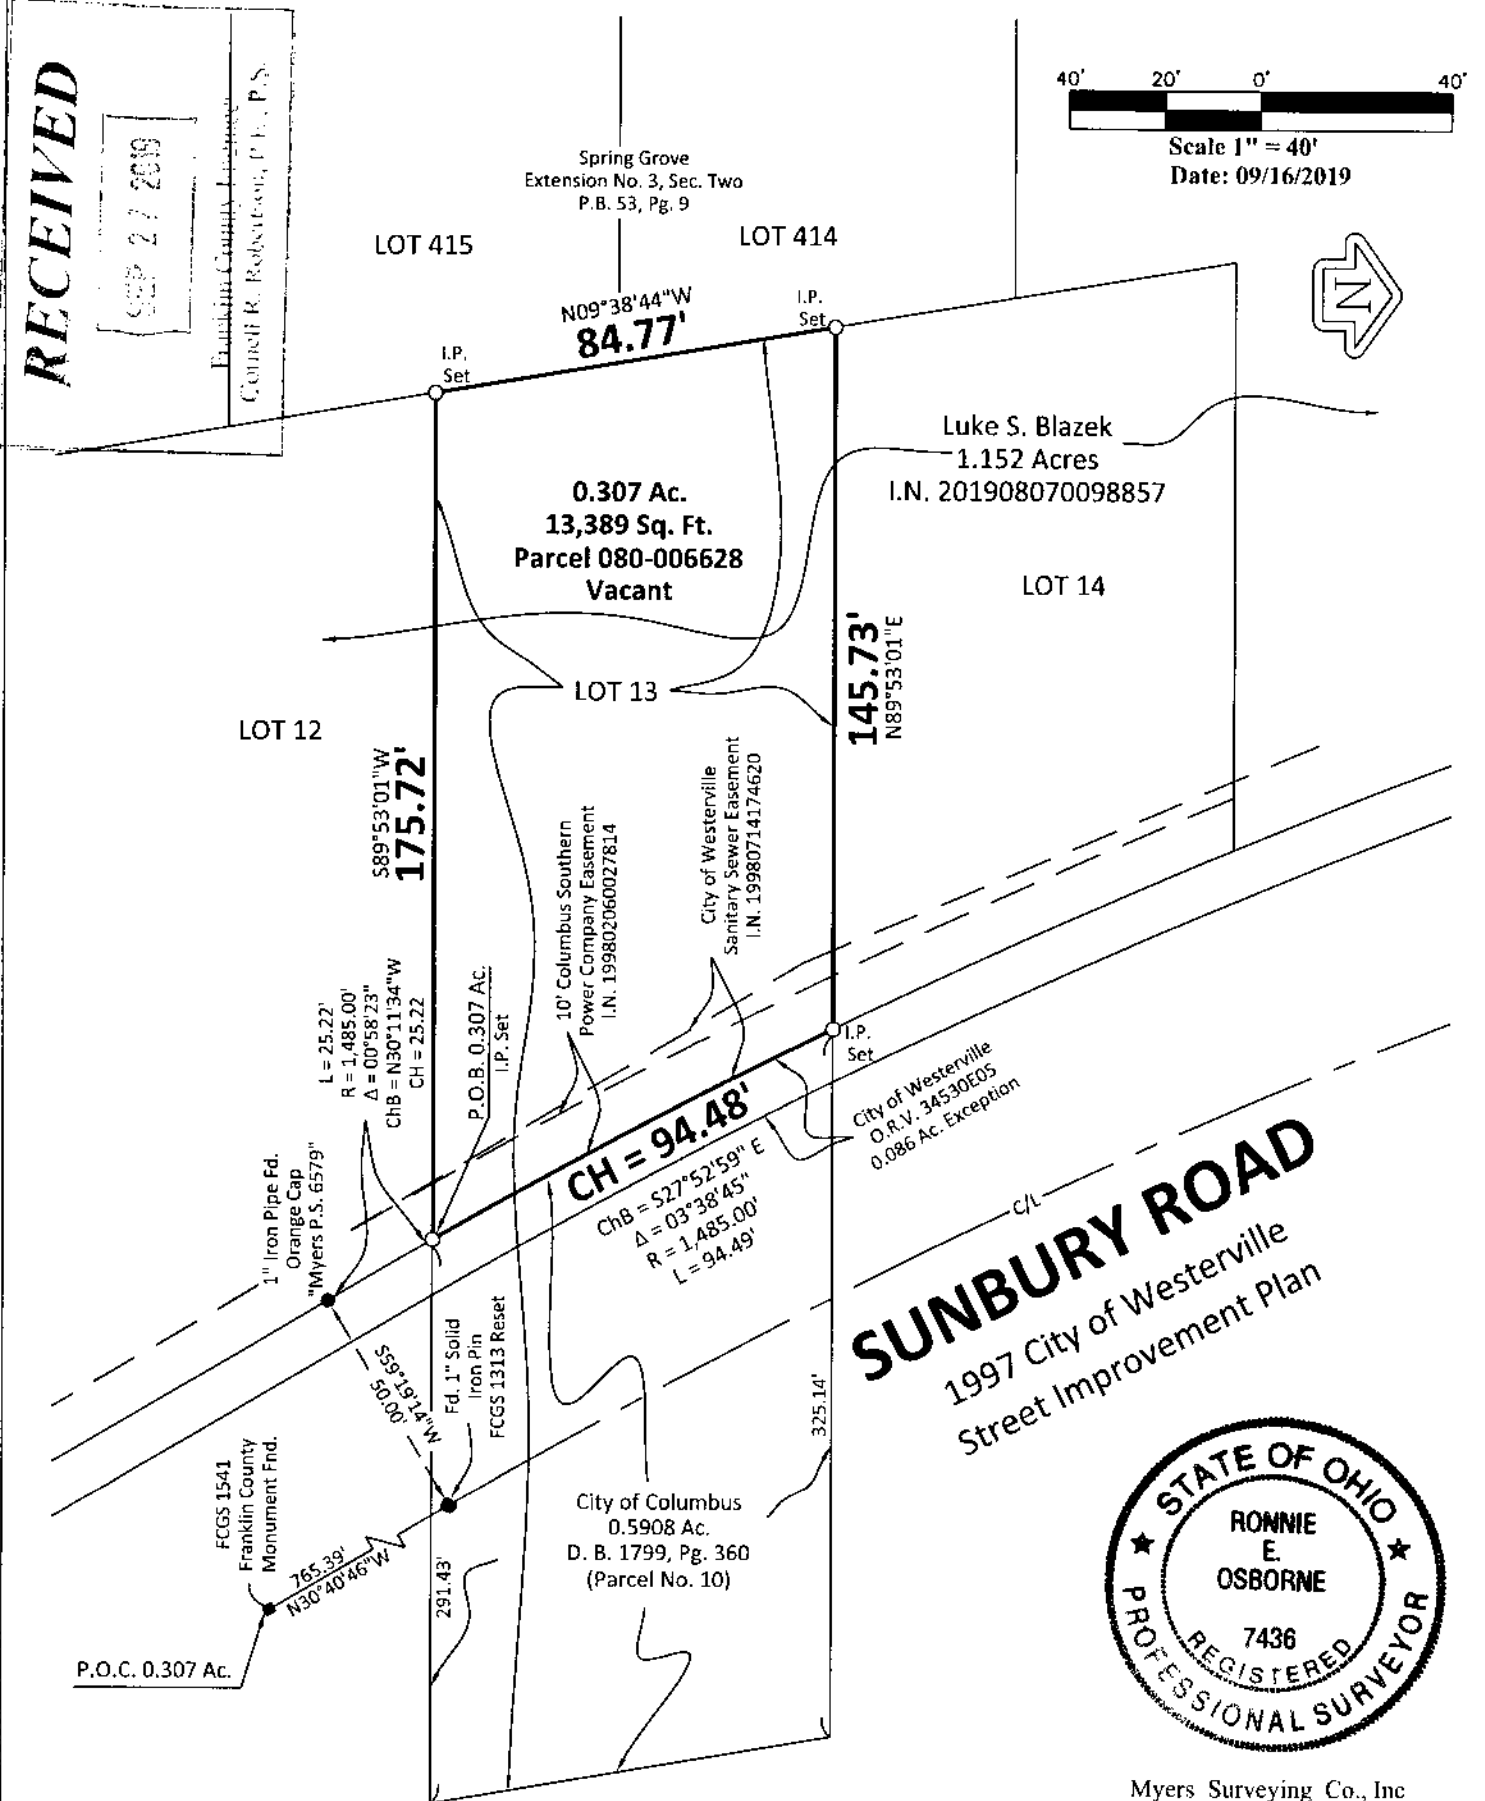 RECEIVED
SEP 27 2019
Franklin County Engineer
Cornell R. Robertson, P.E., P.S.
40' 20' 0' 40'
Scale 1" = 40'
Date: 09/16/2019
N
Spring Grove
Extension No. 3, Sec. Two
P.B. 53, Pg. 9
LOT 415
LOT 414
N09°38'44"W
84.77'
I.P.
Set
I.P.
Set
Luke S. Blazek
1.152 Acres
I.N. 201908070098857
0.307 Ac.
13,389 Sq. Ft.
Parcel 080-006628
Vacant
LOT 14
LOT 13
LOT 12
145.73'
N89°53'01"E
S89°53'01"W
175.72'
City of Westerville
Sanitary Sewer Easement
I.N. 19980714174620
10' Columbus Southern
Power Company Easement
I.N. 199802060027814
L = 25.22'
R = 1,485.00'
Δ = 00°58'23"
ChB = N30°11'34"W
CH = 25.22
P.O.B. 0.307 Ac.
I.P. Set
I.P.
Set
City of Westerville
O.R.V. 34530E05
0.086 Ac. Exception
CH = 94.48'
ChB = S27°52'59" E
Δ = 03°38'45"
R = 1,485.00'
L = 94.49'
1" Iron Pipe Fd.
Orange Cap
"Myers P.S. 6579"
C/L
SUNBURY ROAD
1997 City of Westerville
Street Improvement Plan
S59°19'14"W
50.00'
Fd. 1" Solid
Iron Pin
FCGS 1313 Reset
325.14'
FCGS 1541
Franklin County
Monument Fnd.
765.39'
N30°40'46"W
291.43'
City of Columbus
0.5908 Ac.
D. B. 1799, Pg. 360
(Parcel No. 10)
P.O.C. 0.307 Ac.
STATE OF OHIO
RONNIE
E.
OSBORNE
7436
REGISTERED
PROFESSIONAL SURVEYOR
Myers Surveying Co., Inc